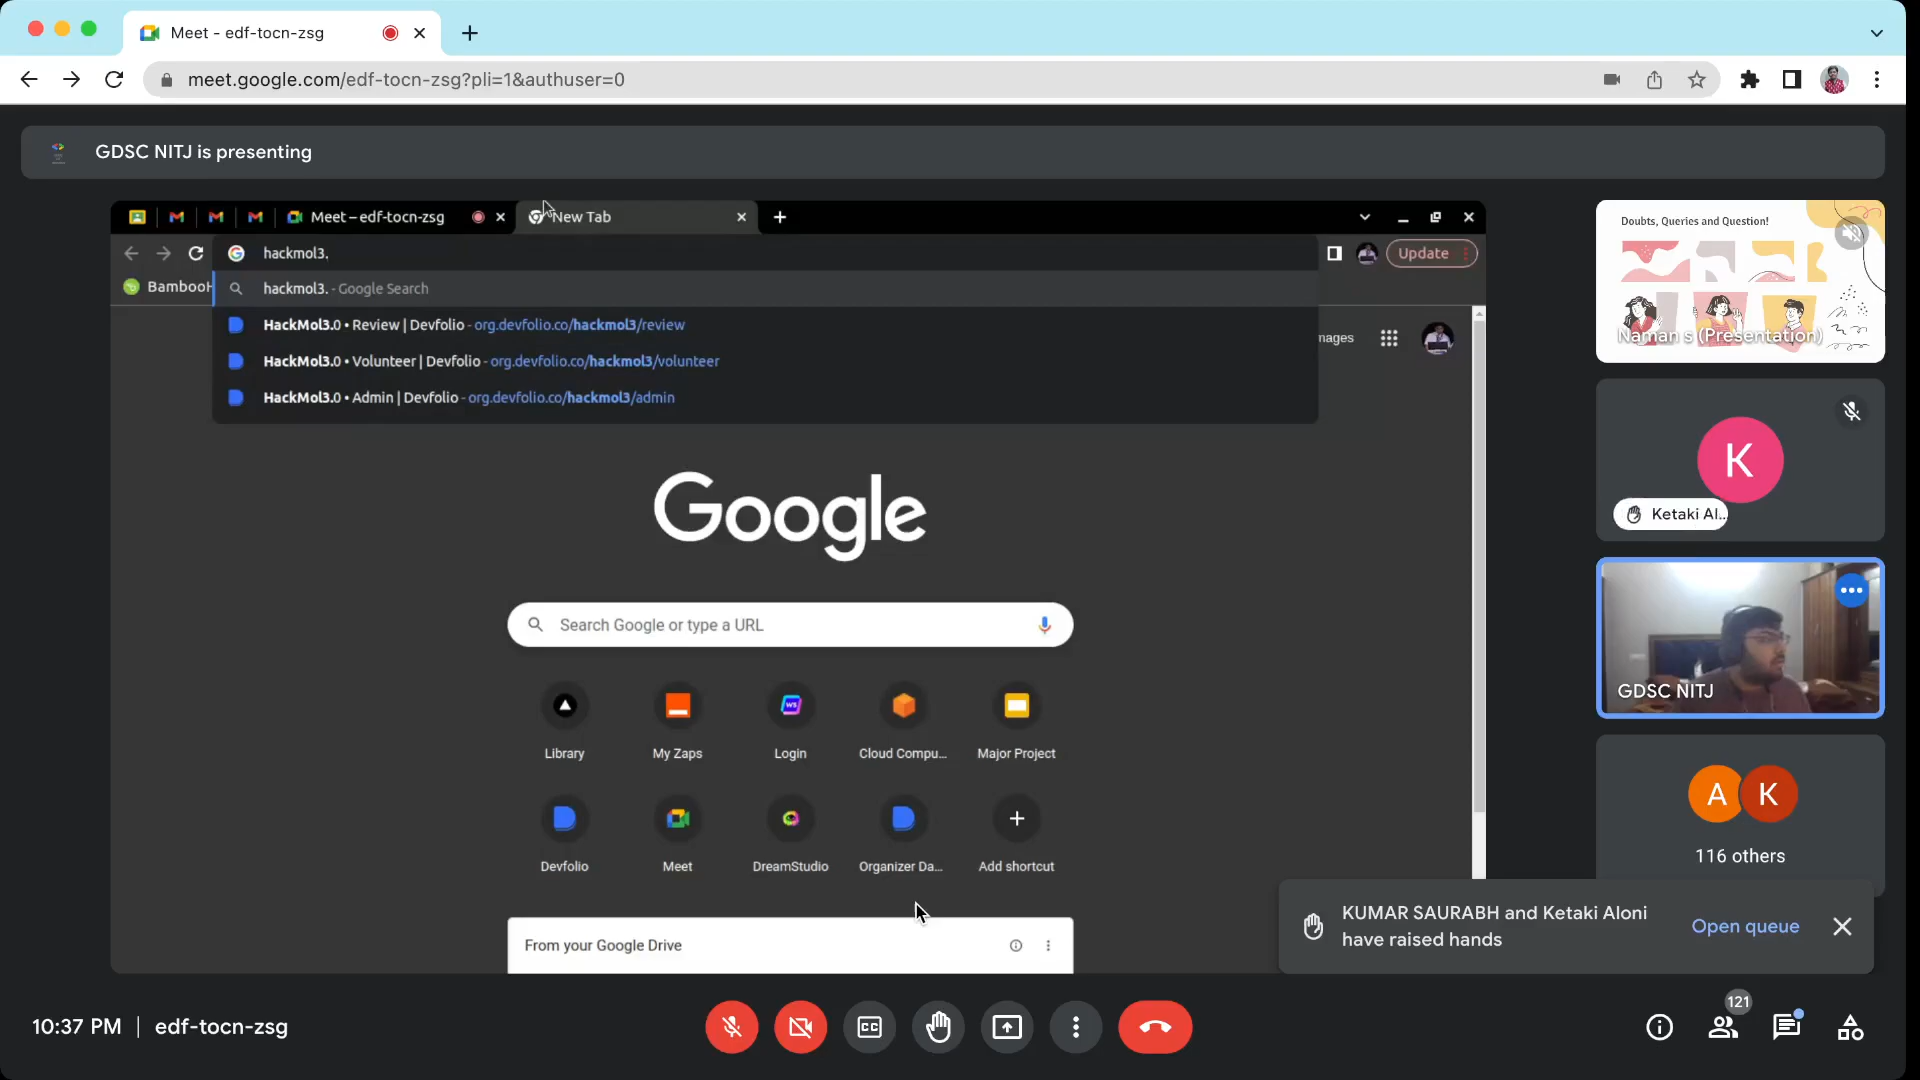 Meet - edf-tocn-zsg
meet.google.com/edf-tocn-zsg?pli=1&authuser=0
GDSC NITJ is presenting
Meet – edf-tocn-zsg
New Tab
hackmol3.
Update
BambooH
hackmol3. - Google Search
HackMol3.0 • Review | Devfolio - org.devfolio.co/hackmol3/review
HackMol3.0 • Volunteer | Devfolio - org.devfolio.co/hackmol3/volunteer
HackMol3.0 • Admin | Devfolio - org.devfolio.co/hackmol3/admin
mages
Google
Search Google or type a URL
Library
My Zaps
WS
Login
Cloud Compu...
Major Project
Devfolio
Meet
DreamStudio
Organizer Da...
Add shortcut
From your Google Drive
Doubts, Queries and Question!
Naman s (Presentation)
K
Ketaki Al...
GDSC NITJ
A
K
116 others
KUMAR SAURABH and Ketaki Aloni
have raised hands
Open queue
10:37 PM | edf-tocn-zsg
CC
121